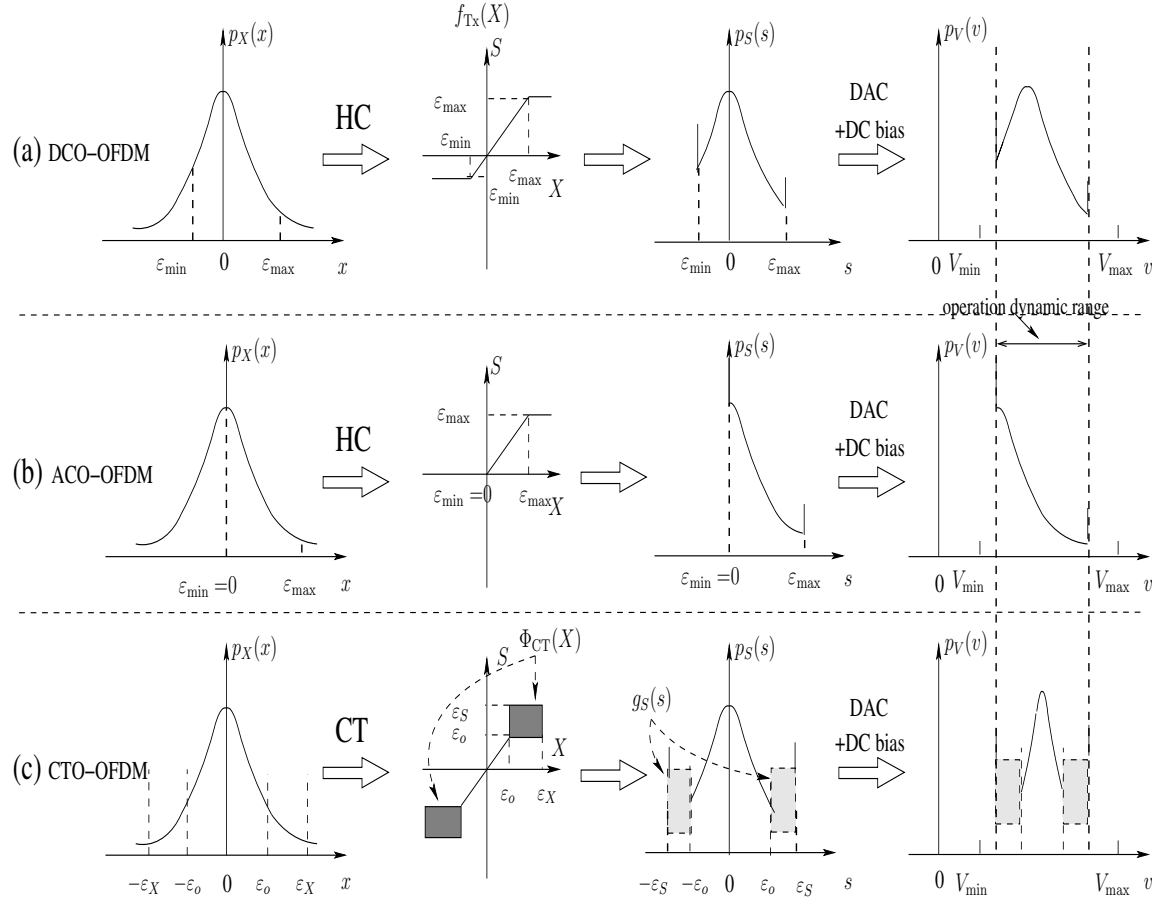 f_Tx(X)
(a) DCO–OFDM
p_X(x)
ε_min 0 ε_max x
HC
S
ε_max
ε_min
ε_max X
ε_min
p_S(s)
ε_min 0 ε_max s
DAC
+DC bias
p_V(v)
0 V_min V_max v
operation dynamic range
(b) ACO–OFDM
p_X(x)
ε_min =0 ε_max x
HC
S
ε_max
ε_min =0 ε_max X
p_S(s)
ε_min =0 ε_max s
DAC
+DC bias
p_V(v)
0 V_min V_max v
(c) CTO–OFDM
p_X(x)
−ε_X −ε_o 0 ε_o ε_X x
CT
Φ_CT(X)
S
ε_S
ε_o
X
ε_o ε_X
p_S(s)
g_S(s)
−ε_S −ε_o 0 ε_o ε_S s
DAC
+DC bias
p_V(v)
0 V_min V_max v